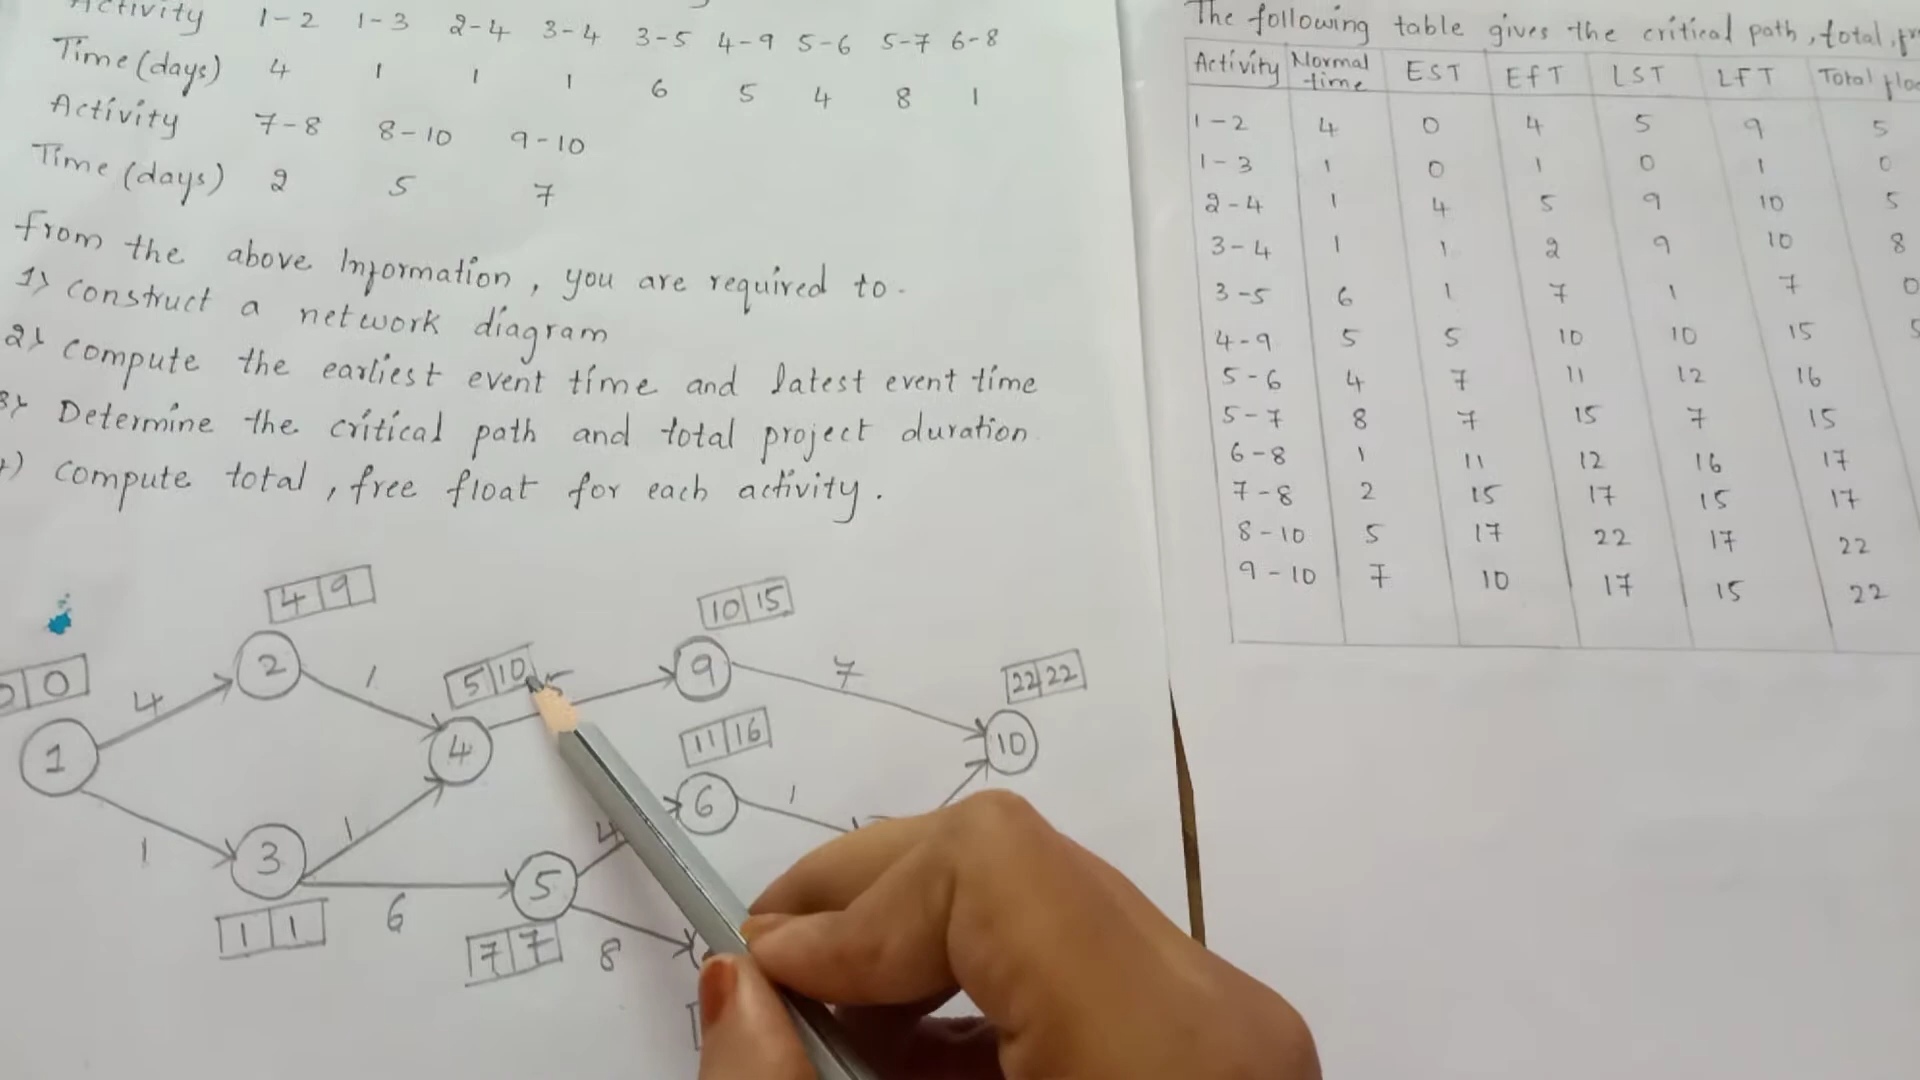 Activity 1-2 1-3 2-4 3-4 3-5 4-9 5-6 5-7 6-8
Time (days) 4 1 1 1 6 5 4 8 1
Activity 7-8 8-10 9-10
Time (days) 2 5 7
From the above Information, you are required to.
1) construct a network diagram
2) compute the earliest event time and latest event time
3) Determine the critical path and total project duration
) compute total, free float for each activity.
4 9
10 15
0 0
4
2
1
5 10
5
9
7
22 22
1
4
11 16
10
1
3
1
4
6
1
1 1
6
5
7 7
8
The following table gives the critical path, total,
Activity Normal time EST EFT LST LFT Total
1-2 4 0 4 5 9 5
1-3 1 0 1 0 1 0
2-4 1 4 5 9 10 5
3-4 1 1 2 9 10 8
3-5 6 1 7 1 7 0
4-9 5 5 10 10 15 5
5-6 4 7 11 12 16
5-7 8 7 15 7 15
6-8 1 11 12 16 17
7-8 2 15 17 15 17
8-10 5 17 22 17 22
9-10 7 10 17 15 22